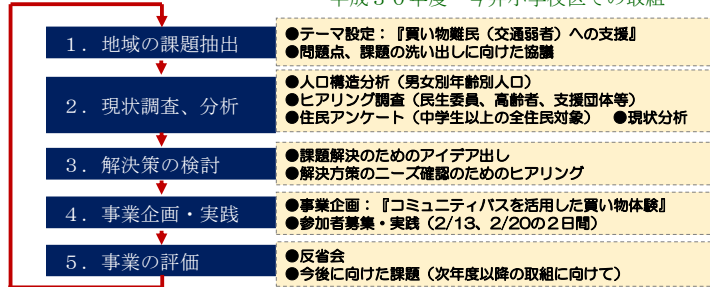 平成３０年度　今井小学校区での取組
１．地域の課題抽出
●テーマ設定：『買い物難民（交通弱者）への支援』
●問題点、課題の洗い出しに向けた協議
２．現状調査、分析
●人口構造分析（男女別年齢別人口）
●ヒアリング調査（民生委員、高齢者、支援団体等）
●住民アンケート（中学生以上の全住民対象）　●現状分析
３．解決策の検討
●課題解決のためのアイデア出し
●解決方策のニーズ確認のためのヒアリング
４．事業企画・実践
●事業企画：『コミュニティバスを活用した買い物体験』
●参加者募集・実践（2/13、2/20の２日間）
５．事業の評価
●反省会
●今後に向けた課題（次年度以降の取組に向けて）